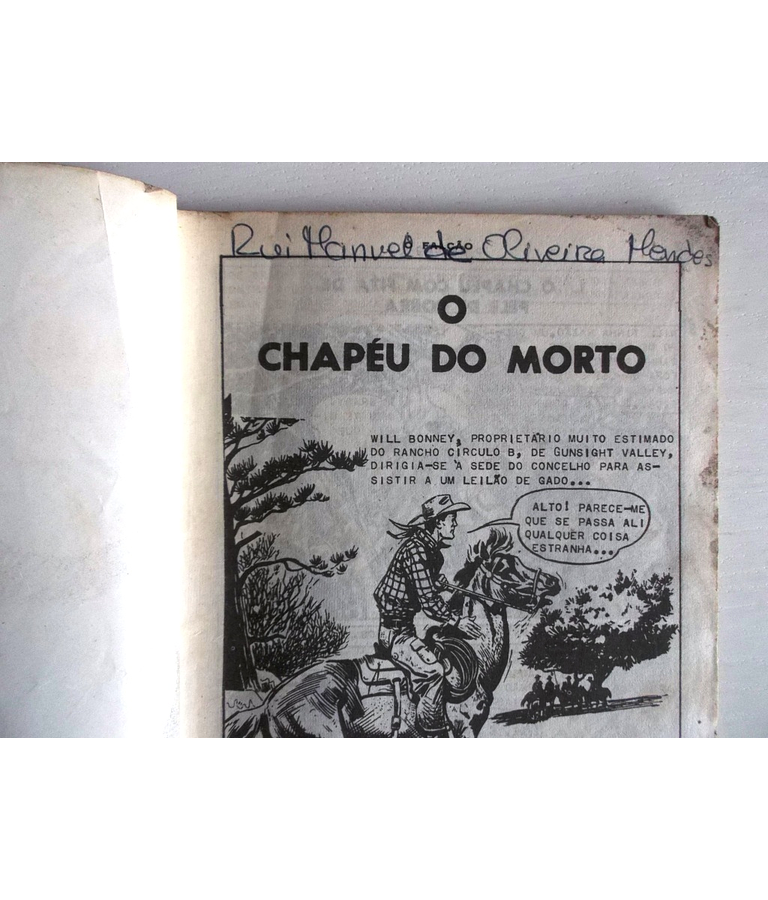 Rui Manuel de Oliveira Mendes
O FALCÃO
O
CHAPÉU DO MORTO
WILL BONNEY, PROPRIETÁRIO MUITO ESTIMADO
DO RANCHO CÍRCULO B, DE GUNSIGHT VALLEY,
DIRIGIA-SE À SEDE DO CONCELHO PARA AS-
SISTIR A UM LEILÃO DE GADO...
ALTO! PARECE-ME
QUE SE PASSA ALI
QUALQUER COISA
ESTRANHA...